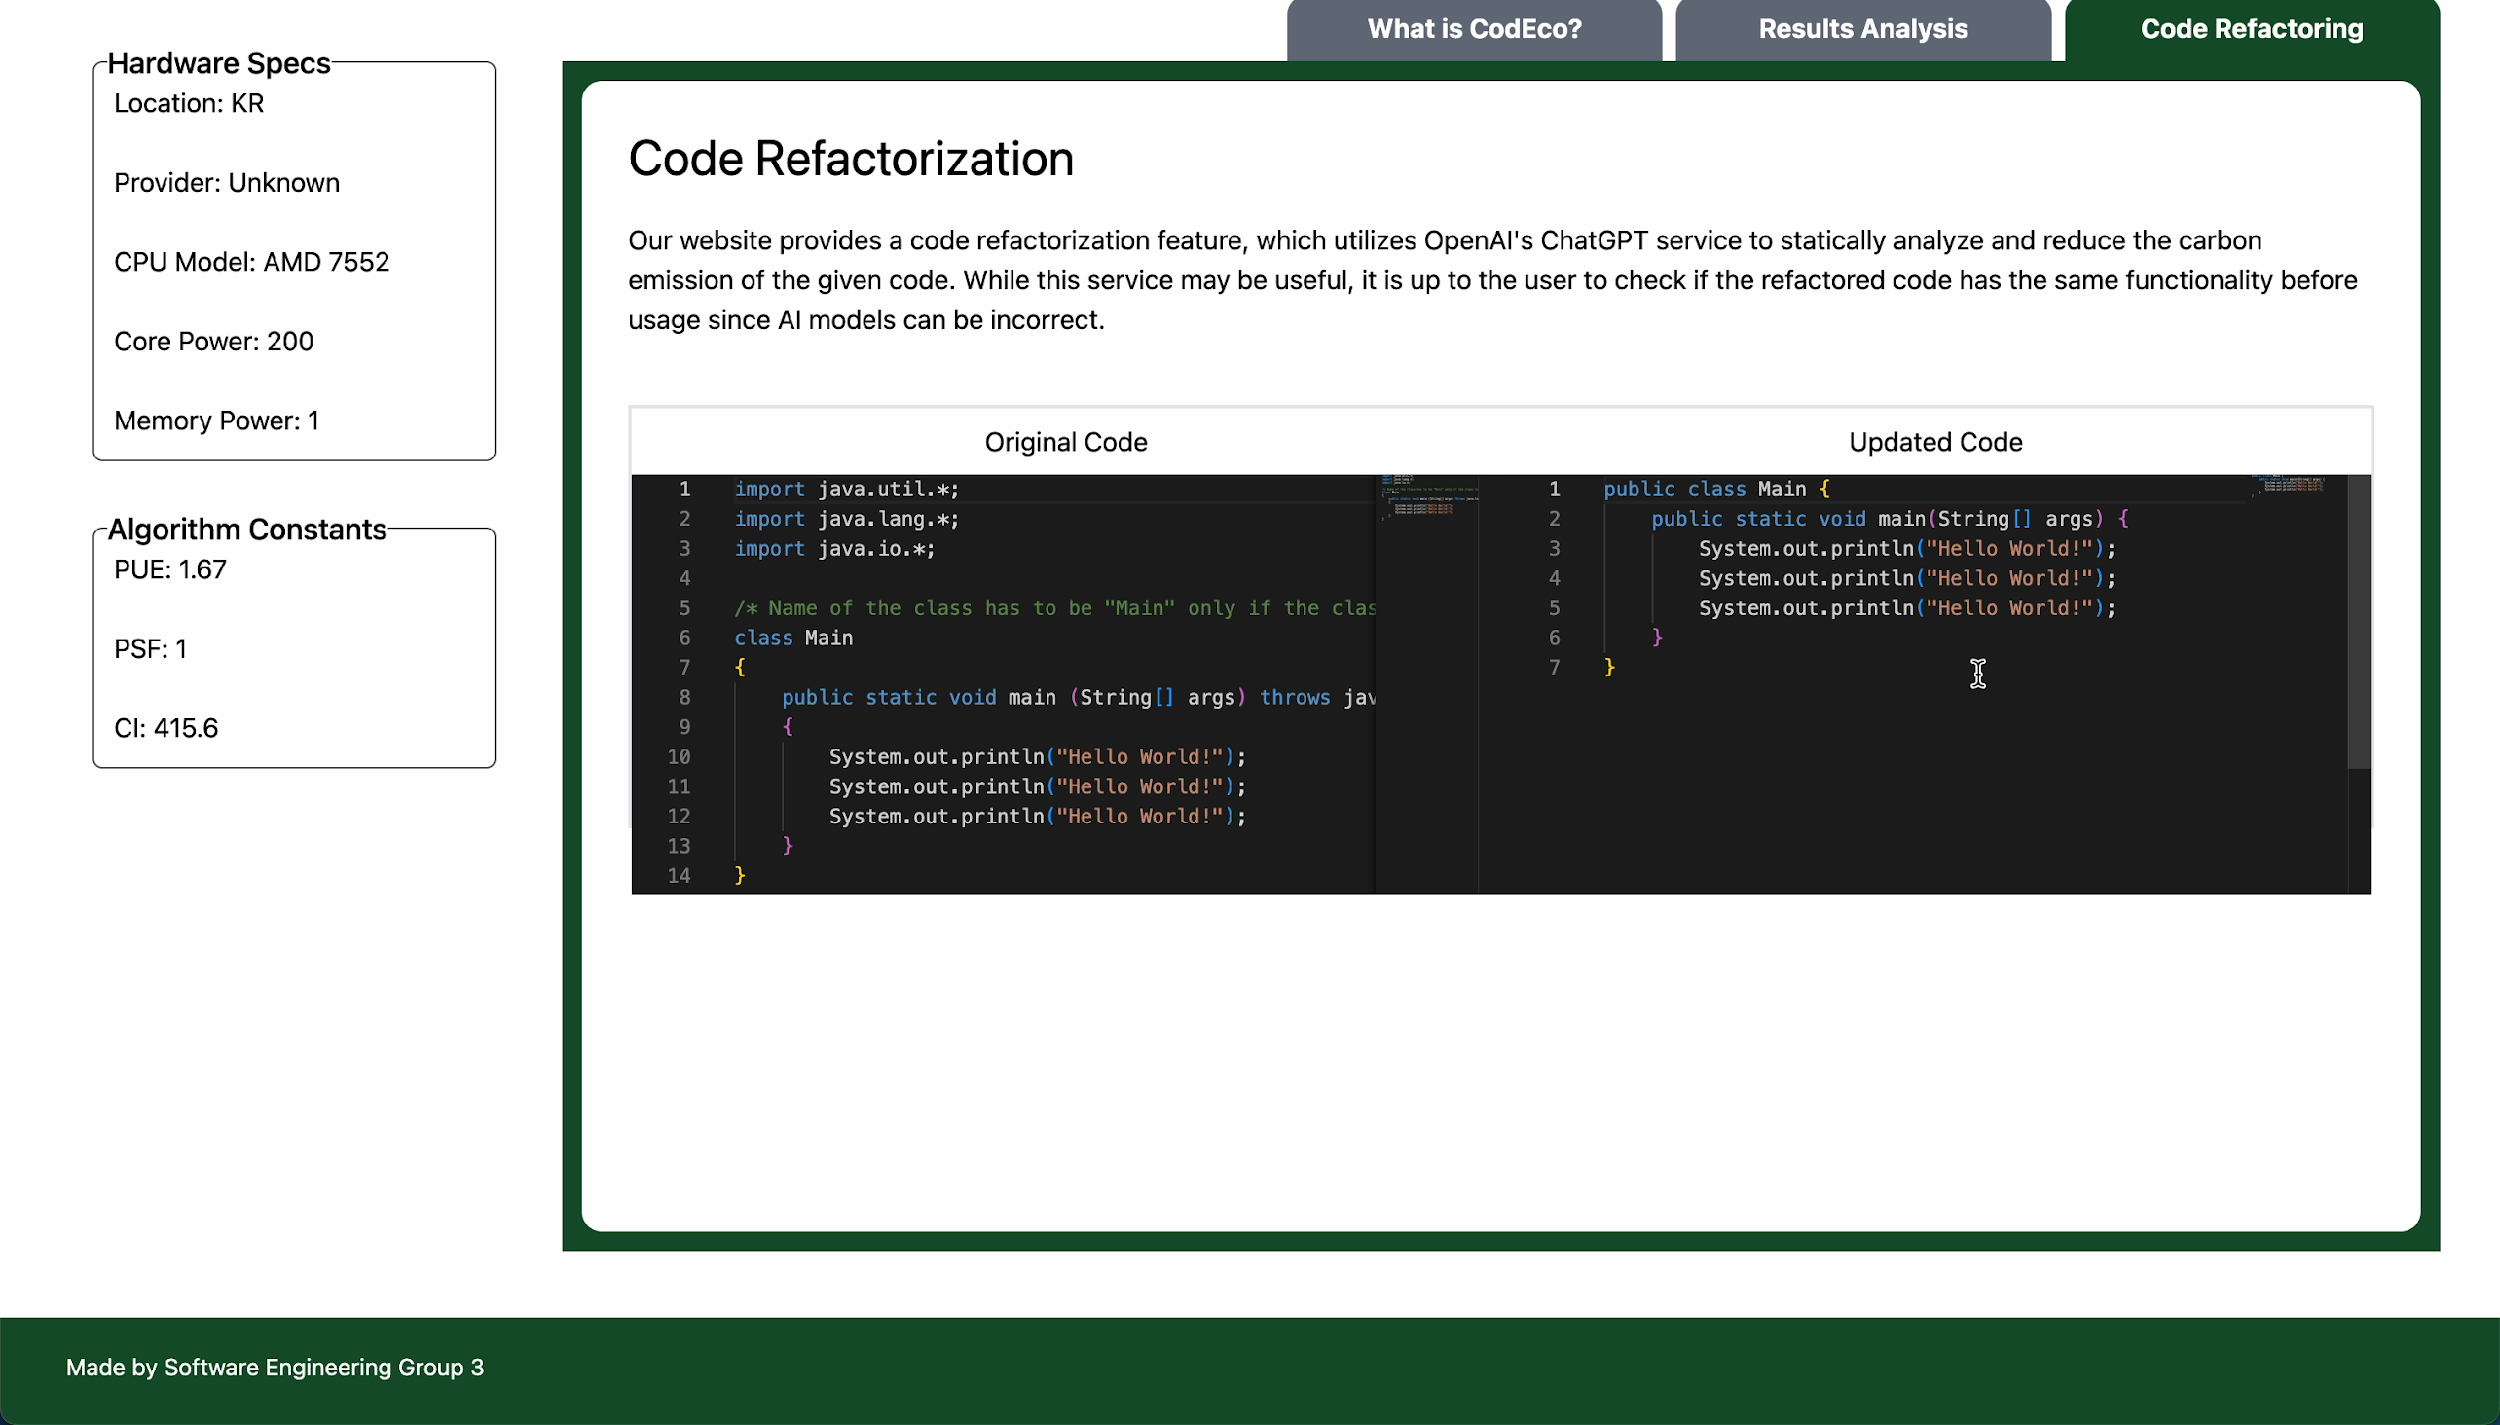 What is CodEco?
Results Analysis
Code Refactoring
Hardware Specs
Location: KR
Provider: Unknown
CPU Model: AMD 7552
Core Power: 200
Memory Power: 1
Algorithm Constants
PUE: 1.67
PSF: 1
CI: 415.6
Code Refactorization
Our website provides a code refactorization feature, which utilizes OpenAI's ChatGPT service to statically analyze and reduce the carbon
emission of the given code. While this service may be useful, it is up to the user to check if the refactored code has the same functionality before
usage since AI models can be incorrect.
Original Code
1 import java.util.*;
2 import java.lang.*;
3 import java.io.*;
4
5 /* Name of the class has to be "Main" only if the clas
6 class Main
7 {
8 public static void main (String[] args) throws jav
9 {
10 System.out.println("Hello World!");
11 System.out.println("Hello World!");
12 System.out.println("Hello World!");
13 }
14 }
Updated Code
1 public class Main {
2 public static void main(String[] args) {
3 System.out.println("Hello World!");
4 System.out.println("Hello World!");
5 System.out.println("Hello World!");
6 }
7 }
Made by Software Engineering Group 3